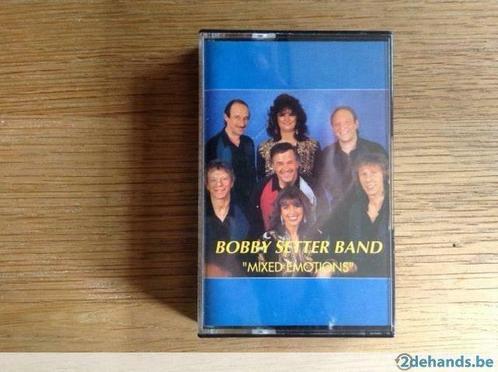 BOBBY SETTER BAND
"MIXED EMOTIONS"
2dehands.be